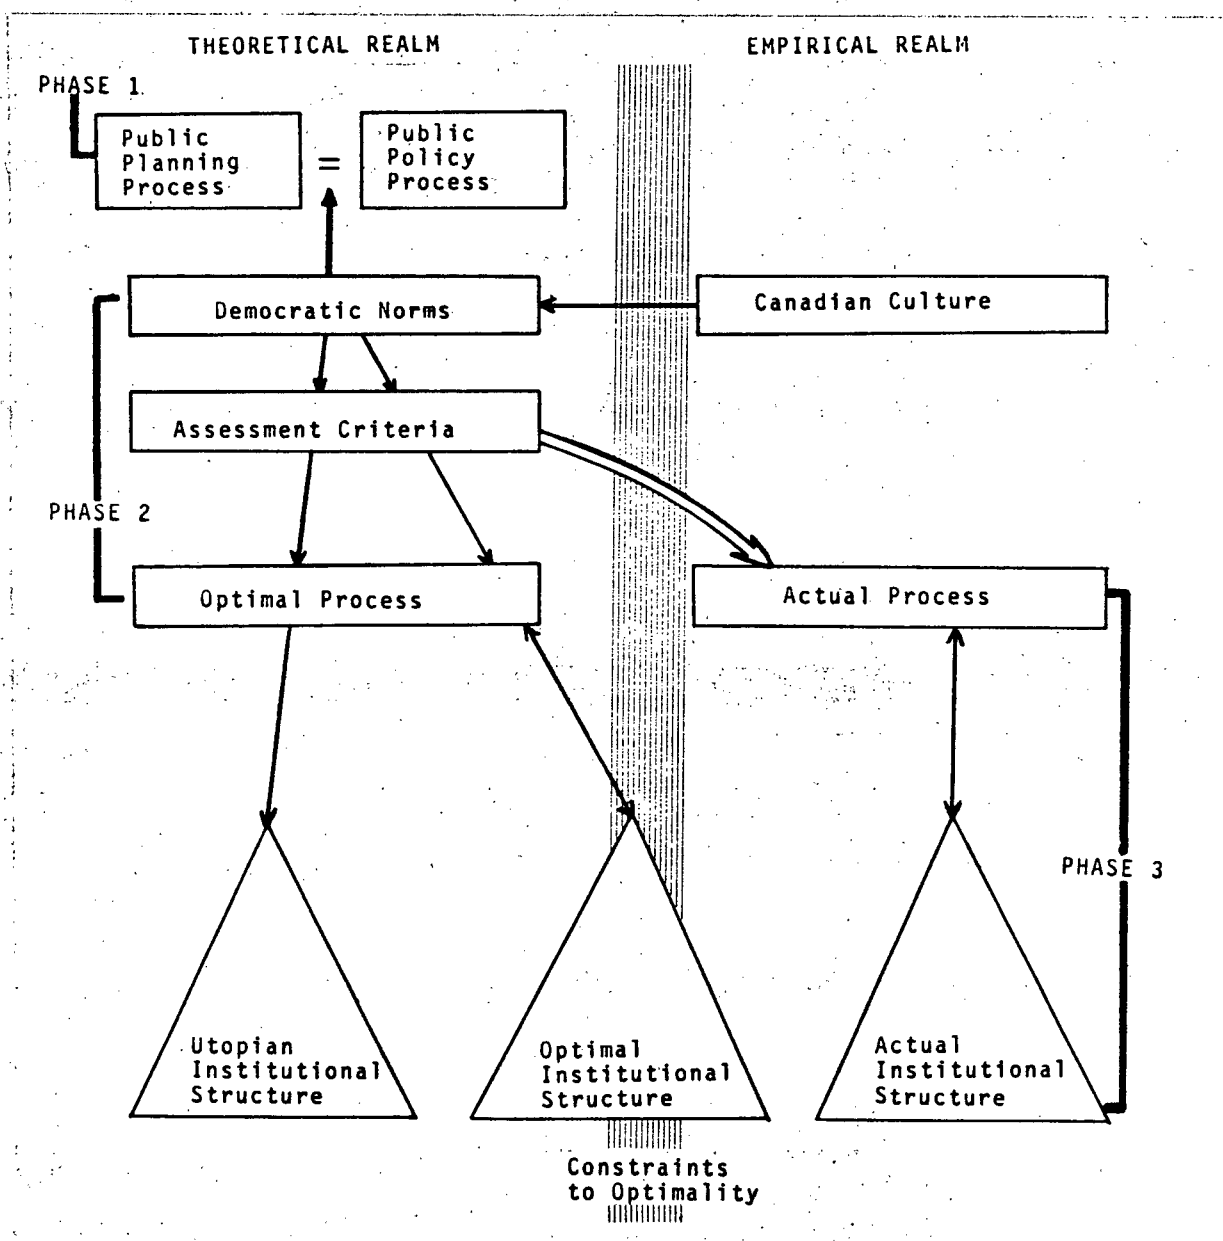 THEORETICAL REALM
EMPIRICAL REALM
PHASE 1
Public
Planning
Process
=
Public
Policy
Process
Democratic Norms
Canadian Culture
Assessment Criteria
PHASE 2
Optimal Process
Actual Process
PHASE 3
Utopian
Institutional
Structure
Optimal
Institutional
Structure
Actual
Institutional
Structure
Constraints
to Optimality